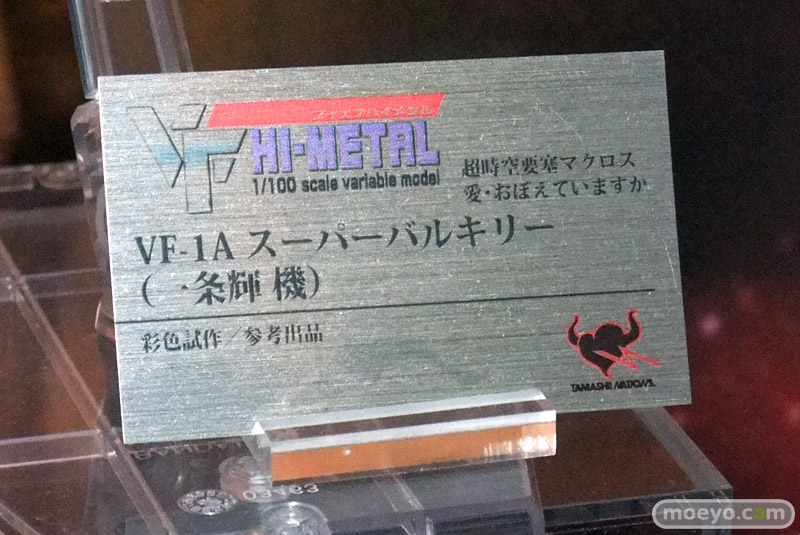 VF
ブイエフハイメタル
HI-METAL
1/100 scale variable model
超時空要塞マクロス
愛・おぼえていますか
VF-1A スーパーバルキリー
(一条輝 機)
彩色試作／参考出品
TAMASHII NATIONS
moeyo.com